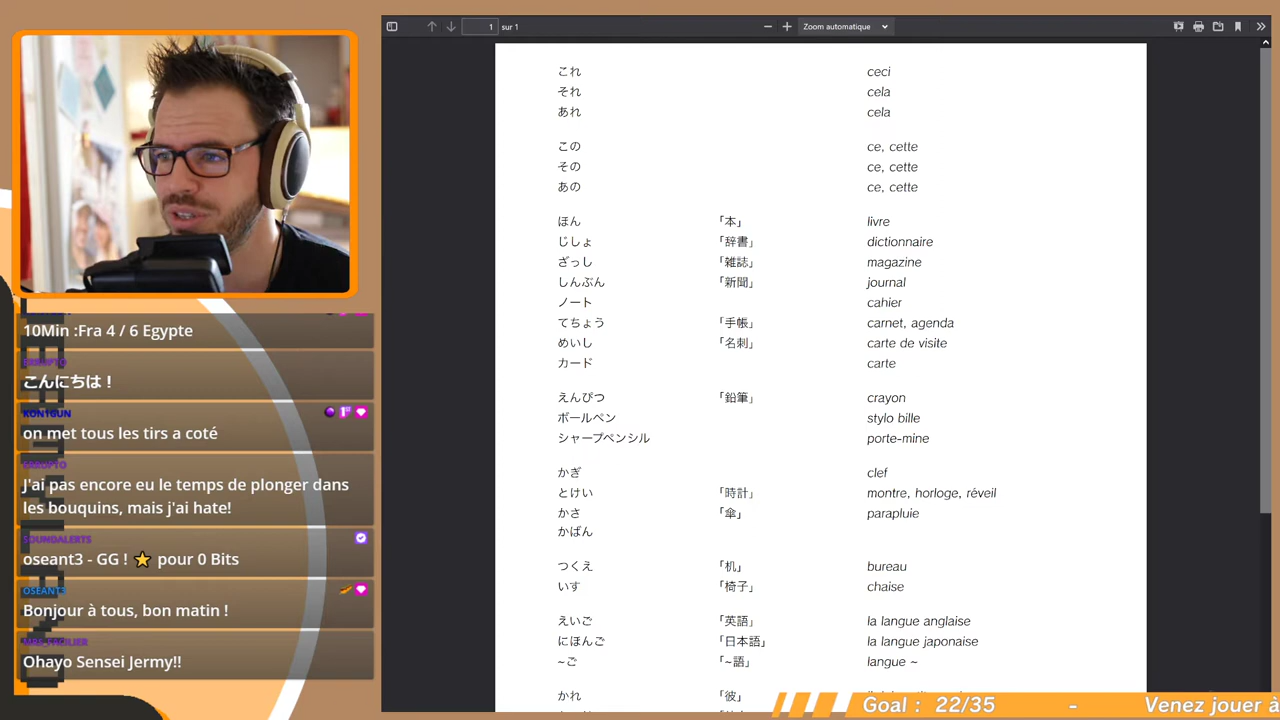 1 sur 1
Zoom automatique
これ ceci
それ cela
あれ cela
この ce, cette
その ce, cette
あの ce, cette
ほん 「本」 livre
じしょ 「辞書」 dictionnaire
ざっし 「雑誌」 magazine
しんぶん 「新聞」 journal
ノート cahier
てちょう 「手帳」 carnet, agenda
めいし 「名刺」 carte de visite
カード carte
えんぴつ 「鉛筆」 crayon
ボールペン stylo bille
シャープペンシル porte-mine
かぎ clef
とけい 「時計」 montre, horloge, réveil
かさ 「傘」 parapluie
かばん
つくえ 「机」 bureau
いす 「椅子」 chaise
えいご 「英語」 la langue anglaise
にほんご 「日本語」 la langue japonaise
~ご 「~語」 langue ~
かれ 「彼」
10Min :Fra 4 / 6 Egypte
ERRUPTO
こんにちは !
KON1GUN
on met tous les tirs a coté
ERRUPTO
J'ai pas encore eu le temps de plonger dans
les bouquins, mais j'ai hate!
SOUNDALERTS
oseant3 - GG ! ⭐ pour 0 Bits
OSEANT3
Bonjour à tous, bon matin !
Ohayo Sensei Jermy!!
Goal : 22/35 - Venez jouer à